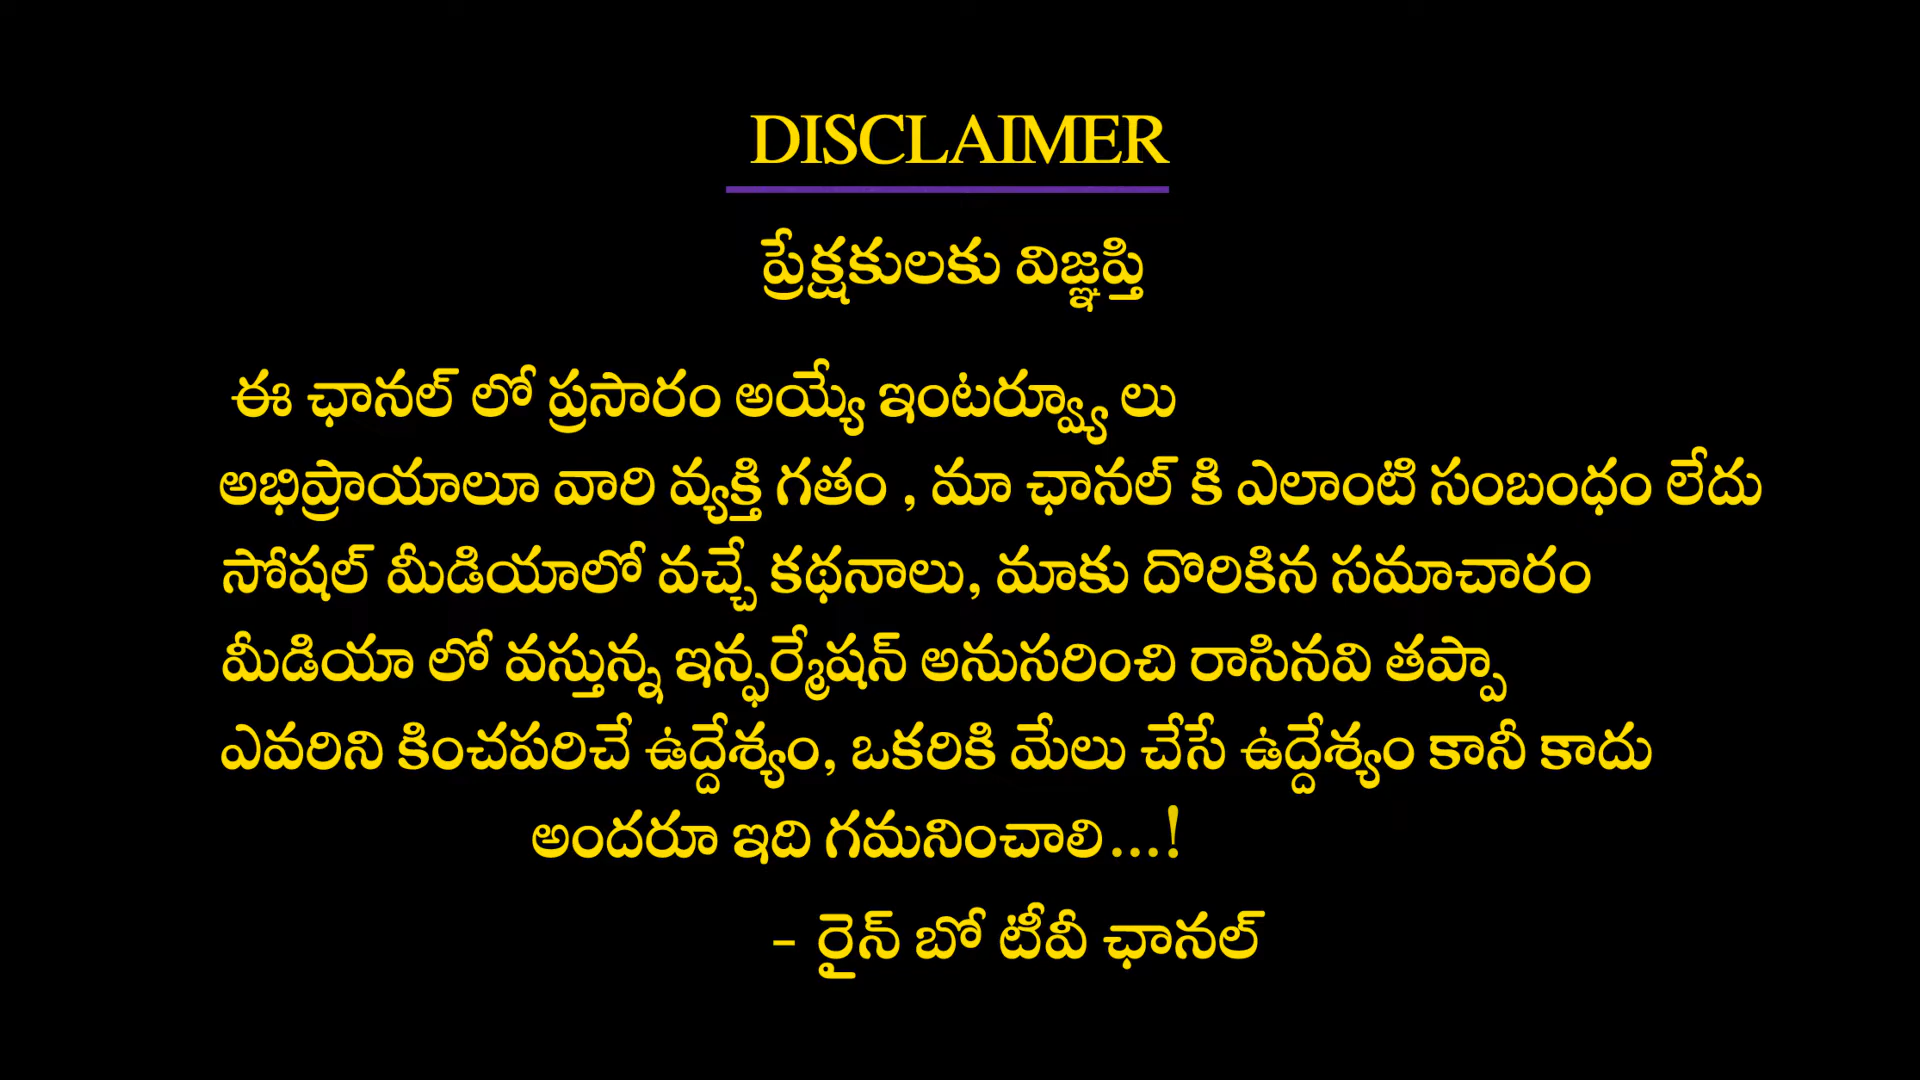 DISCLAIMER
ప్రేక్షకులకు విజ్ఞప్తి
ఈ ఛానల్ లో ప్రసారం అయ్యే ఇంటర్వ్యూ లు
అభిప్రాయాలూ వారి వ్యక్తి గతం , మా ఛానల్ కి ఎలాంటి సంబంధం లేదు
సోషల్ మీడియాలో వచ్చే కథనాలు, మాకు దొరికిన సమాచారం
మీడియా లో వస్తున్న ఇన్ఫర్మేషన్ అనుసరించి రాసినవి తప్పా
ఎవరిని కించపరిచే ఉద్దేశ్యం, ఒకరికి మేలు చేసే ఉద్దేశ్యం కానీ కాదు
అందరూ ఇది గమనించాలి...!
- రైన్ బో టీవీ ఛానల్